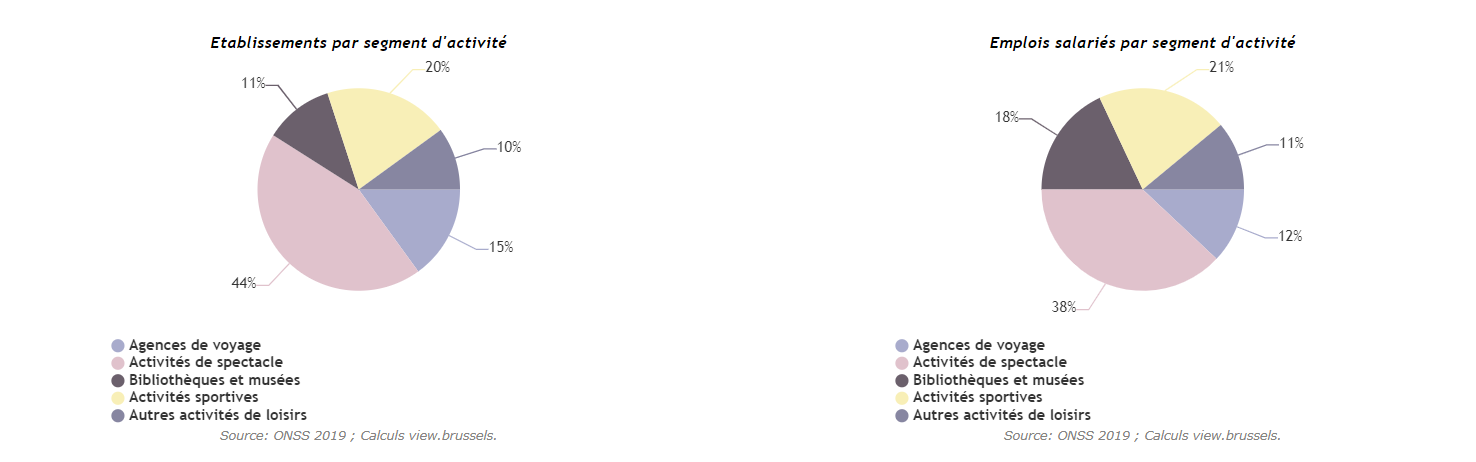 Etablissements par segment d'activité
20%
11%
10%
15%
44%
Agences de voyage
Activités de spectacle
Bibliothèques et musées
Activités sportives
Autres activités de loisirs
Source: ONSS 2019 ; Calculs view.brussels.
Emplois salariés par segment d'activité
21%
18%
11%
12%
38%
Agences de voyage
Activités de spectacle
Bibliothèques et musées
Activités sportives
Autres activités de loisirs
Source: ONSS 2019 ; Calculs view.brussels.